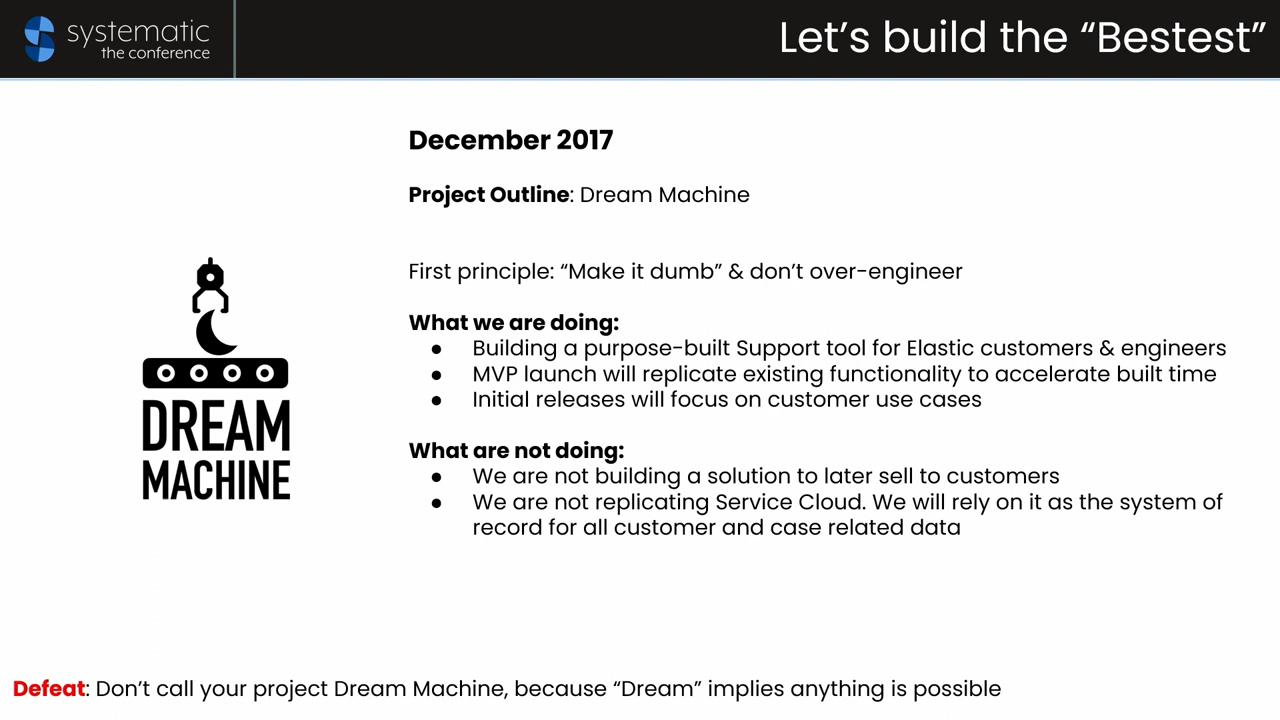 systematic
the conference
Let's build the “Bestest”
December 2017
Project Outline: Dream Machine
First principle: “Make it dumb” & don't over-engineer
What we are doing:
● Building a purpose-built Support tool for Elastic customers & engineers
● MVP launch will replicate existing functionality to accelerate built time
● Initial releases will focus on customer use cases
What are not doing:
● We are not building a solution to later sell to customers
● We are not replicating Service Cloud. We will rely on it as the system of
record for all customer and case related data
DREAM
MACHINE
Defeat: Don't call your project Dream Machine, because “Dream” implies anything is possible